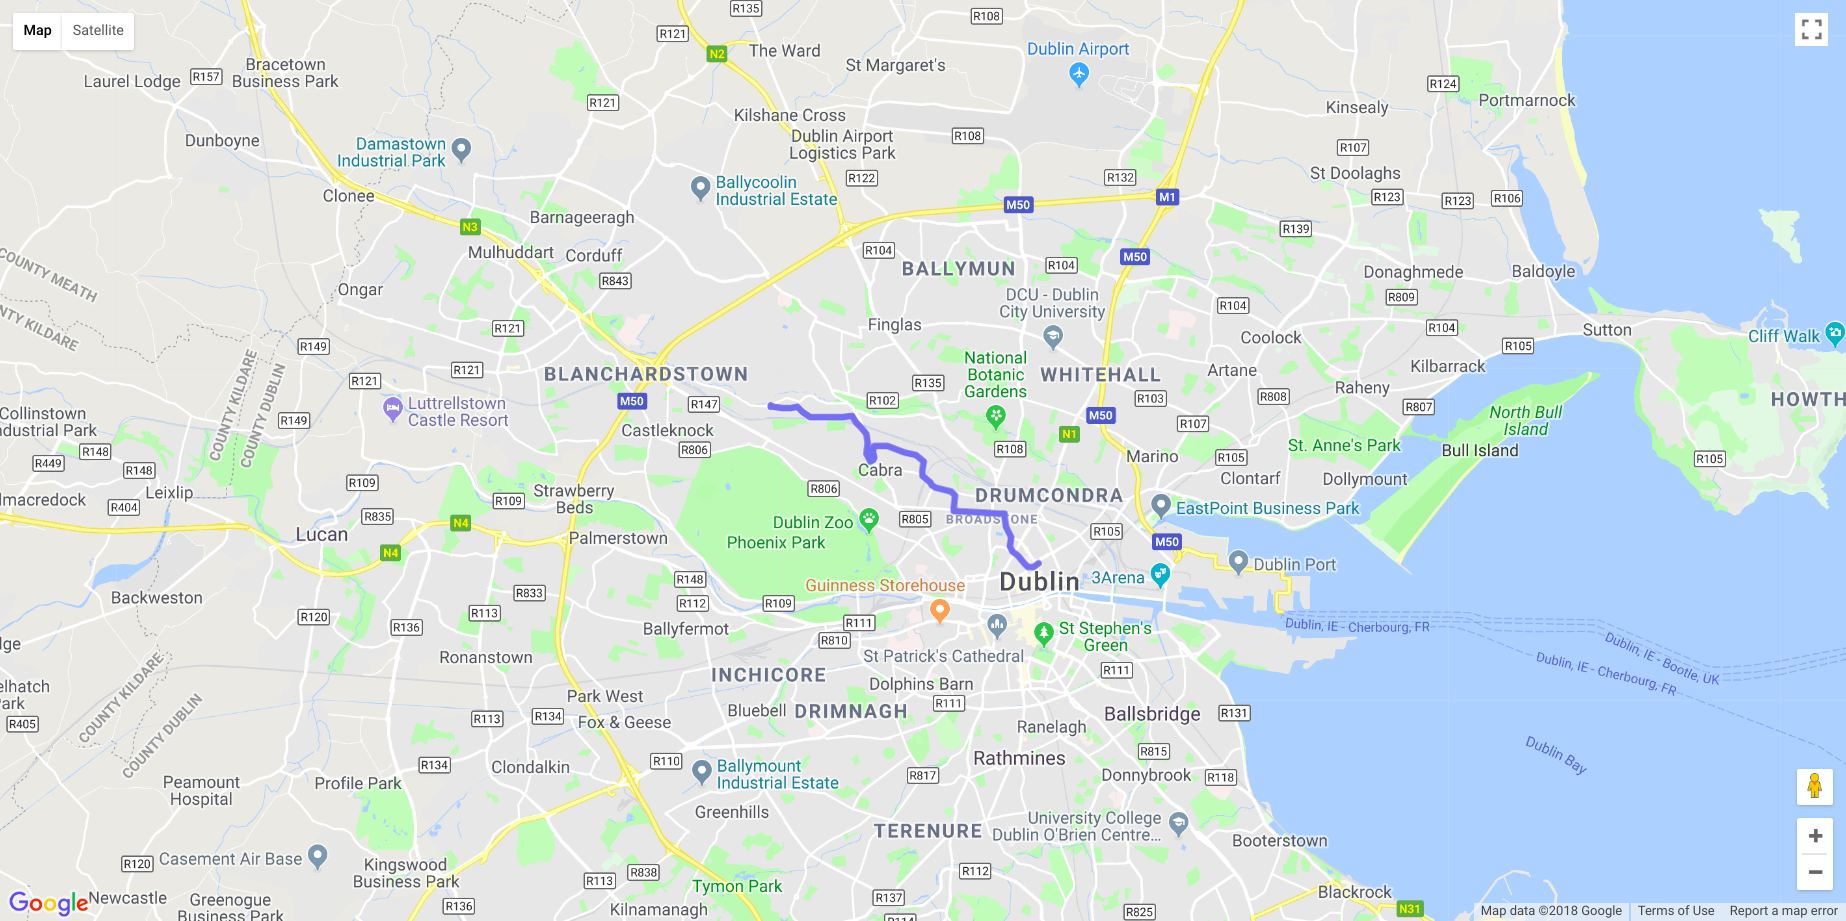 Map
Satellite
R135
R108
R121
N2
The Ward
Dublin Airport
St Margaret's
Bracetown
Business Park
Laurel Lodge
R157
R121
R124
Portmarnock
Kinsealy
Kilshane Cross
Dublin Airport
Logistics Park
R108
Dunboyne
Damastown
Industrial Park
R107
R122
R132
St Doolaghs
Clonee
Ballycoolin
Industrial Estate
M50
M1
R123
R123
R106
Barnageeragh
N3
R139
Mulhuddart
Corduff
R104
BALLYMUN
R104
M50
Donaghmede
Baldoyle
COUNTY MEATH
COUNTY KILDARE
R843
Ongar
DCU - Dublin
City University
R809
R104
R121
Finglas
Coolock
R104
Sutton
Cliff Walk
R149
R105
National
Botanic
Gardens
Kilbarrack
BLANCHARDSTOWN
R121
R121
R135
WHITEHALL
Artane
Raheny
R808
COUNTY KILDARE
COUNTY DUBLIN
Luttrellstown
Castle Resort
M50
R147
R102
R103
R807
HOWTH
Collinstown
R149
M50
R107
North Bull
Island
Castleknock
N1
St. Anne's Park
Bull Island
R148
R449
R148
R806
R108
Marino
R105
R105
Cabra
Clontarf
Dollymount
R109
R806
Leixlip
Strawberry
Beds
R109
DRUMCONDRA
R404
R835
N4
Dublin Zoo
R805
BROADSTONE
EastPoint Business Park
Lucan
Palmerstown
Phoenix Park
R105
M50
N4
Dublin Port
3Arena
Dublin
R148
Guinness Storehouse
Backweston
R833
R112
R109
R120
R113
R111
R136
Ballyfermot
R810
St Stephen's
Green
Dublin, IE - Cherbourg, FR
Dublin, IE - Bootle, UK
Dublin, IE - Cherbourg, FR
Ronanstown
St Patrick's Cathedral
R111
COUNTY KILDARE
COUNTY DUBLIN
INCHICORE
Dolphins Barn
Park West
R111
R405
R113
R134
Fox & Geese
Bluebell
DRIMNAGH
Ballsbridge
R131
Ranelagh
R134
R110
Rathmines
R815
Dublin Bay
Clondalkin
Ballymount
Industrial Estate
R817
Donnybrook
R118
Peamount
Hospital
Profile Park
Greenhills
University College
Dublin O'Brien Centre...
TERENURE
Booterstown
R120
Casement Air Base
Kingswood
Business Park
R113
R838
R112
Tymon Park
Blackrock
Newcastle
Greenogue
Business Park
R136
Kilnamanagh
R137
R114
R825
N31
Google
Map data ©2018 Google
Terms of Use
Report a map error